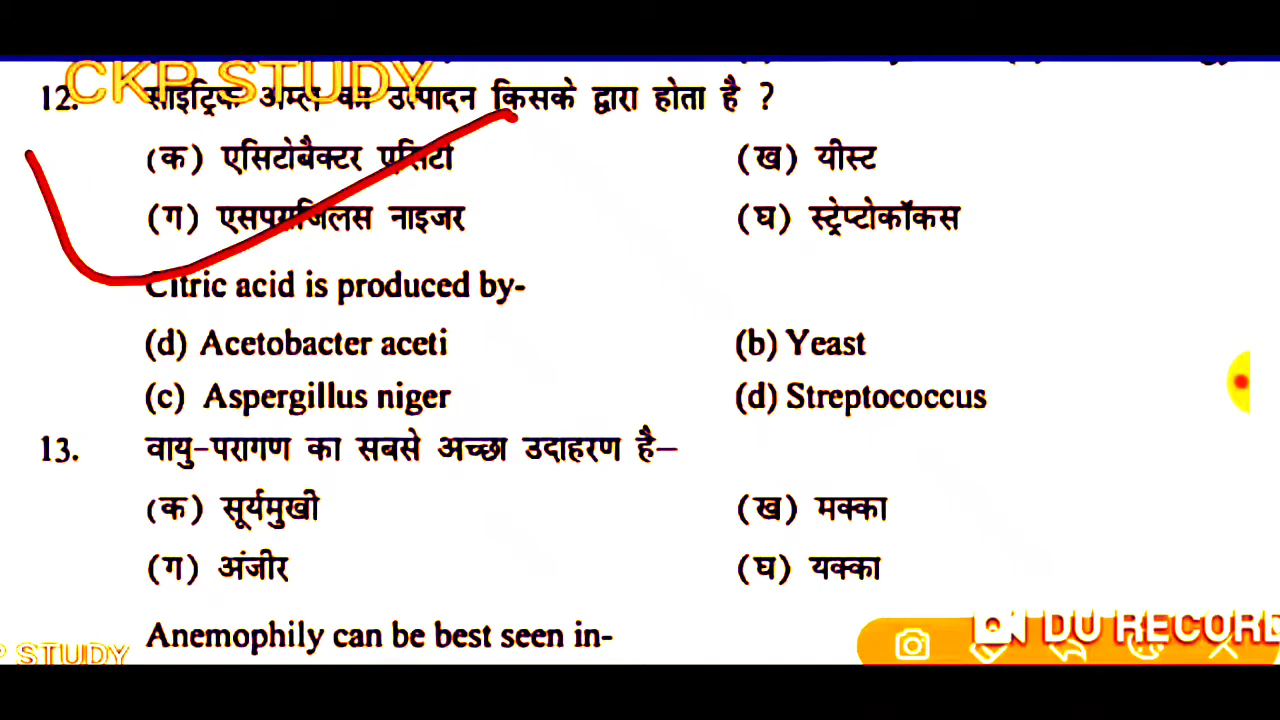 CKP STUDY
12. साइट्रिक अम्ल का उत्पादन किसके द्वारा होता है ?
(क) एसिटोबैक्टर एसिटी (ख) यीस्ट
(ग) एसपराजिलस नाइजर (घ) स्ट्रेप्टोकॉकस
Citric acid is produced by-
(d) Acetobacter aceti (b) Yeast
(c) Aspergillus niger (d) Streptococcus
13. वायु-परागण का सबसे अच्छा उदाहरण है–
(क) सूर्यमुखी (ख) मक्का
(ग) अंजीर (घ) यक्का
Anemophily can be best seen in-
DU RECORD
P STUDY